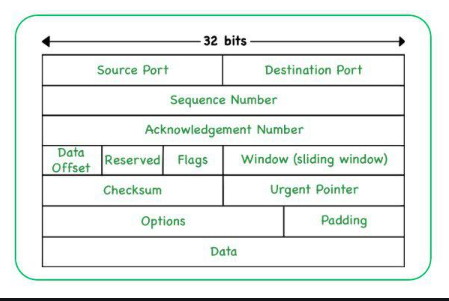 32 bits
Source Port Destination Port
Sequence Number
Acknowledgement Number
Data
Offset Reserved Flags Window (sliding window)
Checksum Urgent Pointer
Options Padding
Data